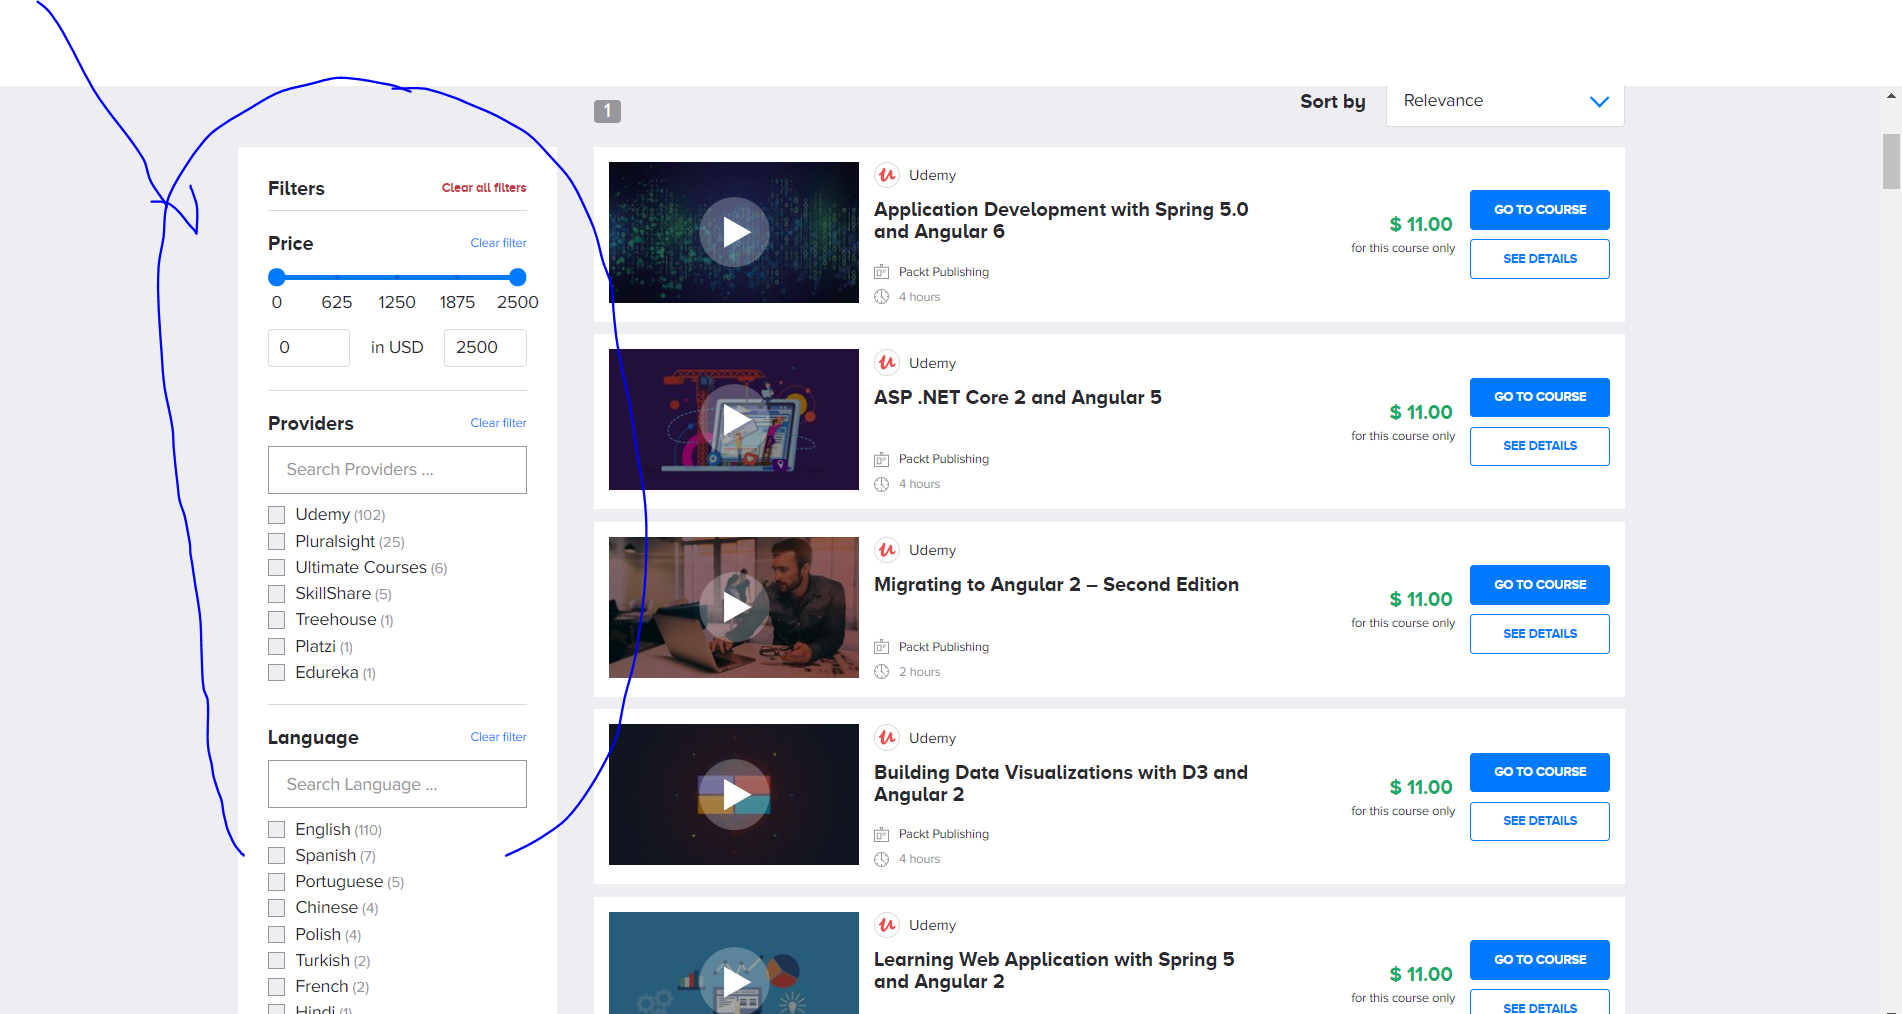 1
Sort by
Relevance
Filters
Clear all filters
Price
Clear filter
0 625 1250 1875 2500
0 in USD 2500
Providers
Clear filter
Search Providers ...
Udemy (102)
Pluralsight (25)
Ultimate Courses (6)
SkillShare (5)
Treehouse (1)
Platzi (1)
Edureka (1)
Language
Clear filter
Search Language ...
English (110)
Spanish (7)
Portuguese (5)
Chinese (4)
Polish (4)
Turkish (2)
French (2)
Hindi (1)
Udemy
Application Development with Spring 5.0
and Angular 6
Packt Publishing
4 hours
$ 11.00
for this course only
GO TO COURSE
SEE DETAILS
Udemy
ASP .NET Core 2 and Angular 5
Packt Publishing
4 hours
$ 11.00
for this course only
GO TO COURSE
SEE DETAILS
Udemy
Migrating to Angular 2 – Second Edition
Packt Publishing
2 hours
$ 11.00
for this course only
GO TO COURSE
SEE DETAILS
Udemy
Building Data Visualizations with D3 and
Angular 2
Packt Publishing
4 hours
$ 11.00
for this course only
GO TO COURSE
SEE DETAILS
Udemy
Learning Web Application with Spring 5
and Angular 2
$ 11.00
for this course only
GO TO COURSE
SEE DETAILS